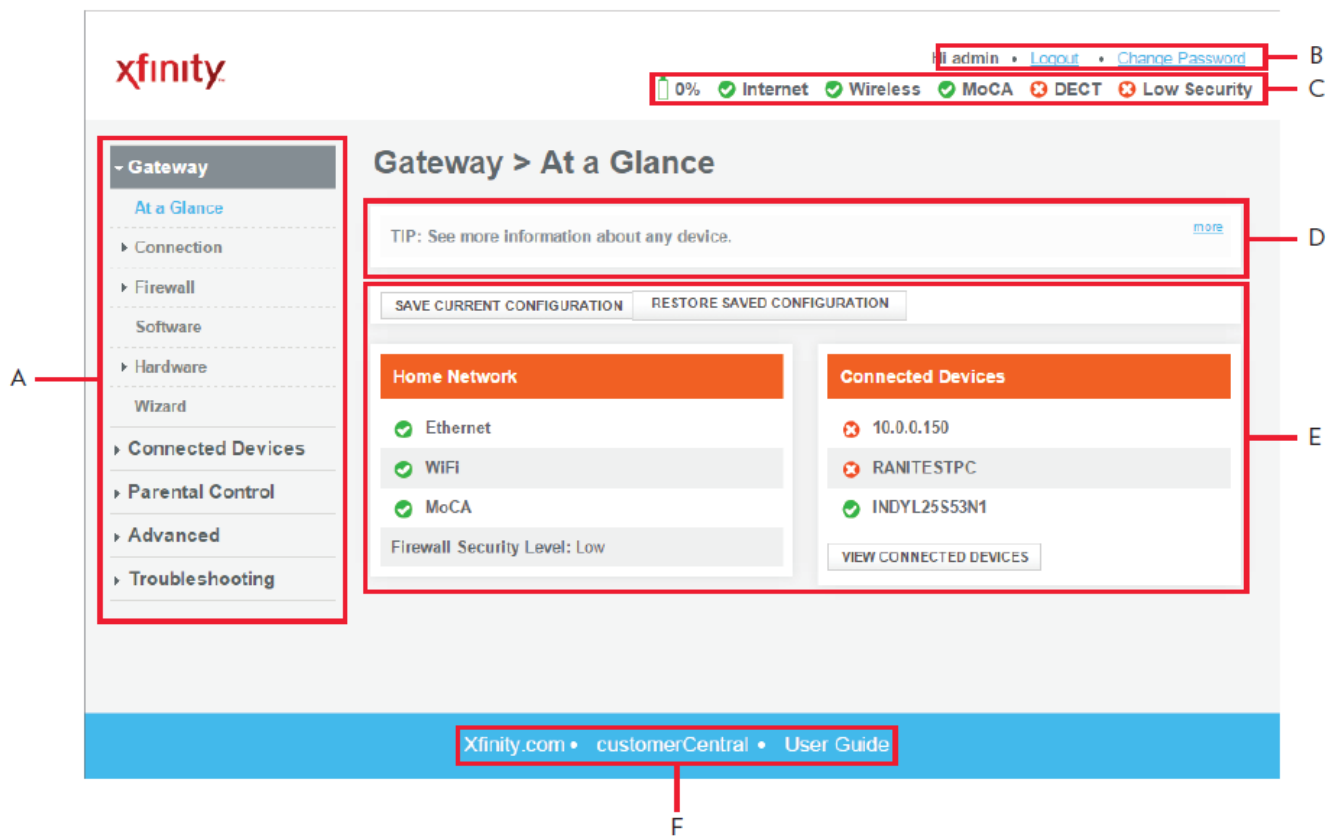 xfinity
Hi admin • Logout • Change Password
B
0% Internet Wireless MoCA DECT Low Security
C
Gateway
At a Glance
Connection
Firewall
Software
Hardware
Wizard
Connected Devices
Parental Control
Advanced
Troubleshooting
A
Gateway > At a Glance
TIP: See more information about any device.
more
D
SAVE CURRENT CONFIGURATION
RESTORE SAVED CONFIGURATION
Home Network
Ethernet
WiFi
MoCA
Firewall Security Level: Low
Connected Devices
10.0.0.150
RANITESTPC
INDYL25S53N1
VIEW CONNECTED DEVICES
E
Xfinity.com • customerCentral • User Guide
F